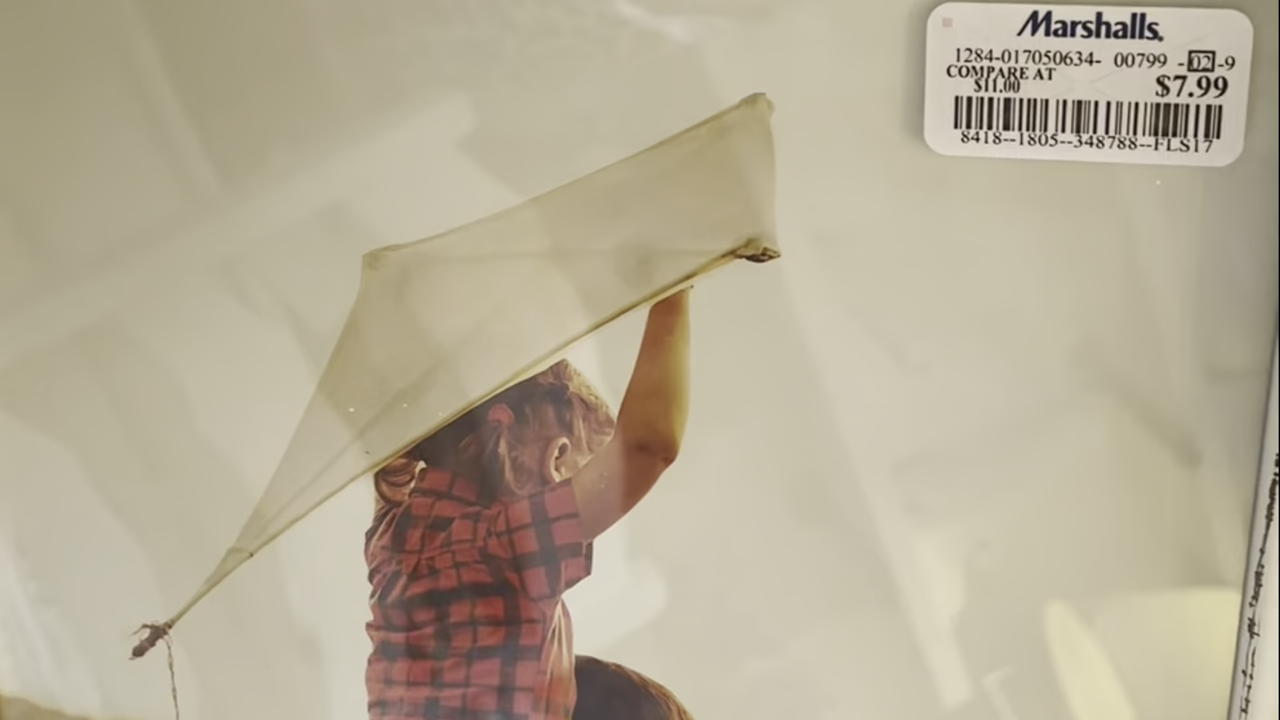 Marshalls.
1284-017050634- 00799 -02-9
COMPARE AT
$11.00
$7.99
8418--1805--348788--FLS17